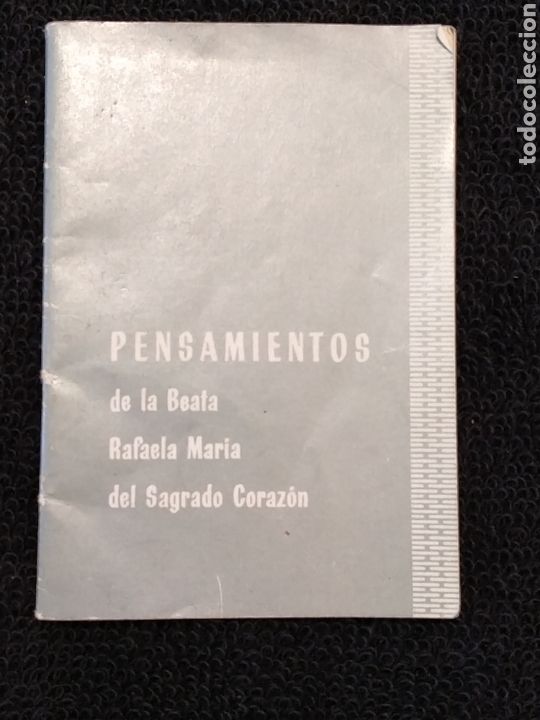 PENSAMIENTOS
de la Beata
Rafaela Maria
del Sagrado Corazón
todocoleccion